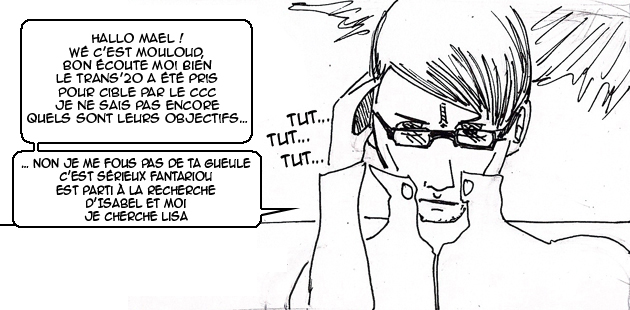 HALLO MAEL !
WÉ C'EST MOULOUD,
BON ÉCOUTE MOI BIEN
LE TRANS'20 A ÉTÉ PRIS
POUR CIBLE PAR LE CCC
JE NE SAIS PAS ENCORE
QUELS SONT LEURS OBJECTIFS...
... NON JE ME FOUS PAS DE TA GUEULE
C'EST SÉRIEUX FANTARIOU
EST PARTI À LA RECHERCHE
D'ISABEL ET MOI
JE CHERCHE LISA
TUT...
TUT...
TUT...